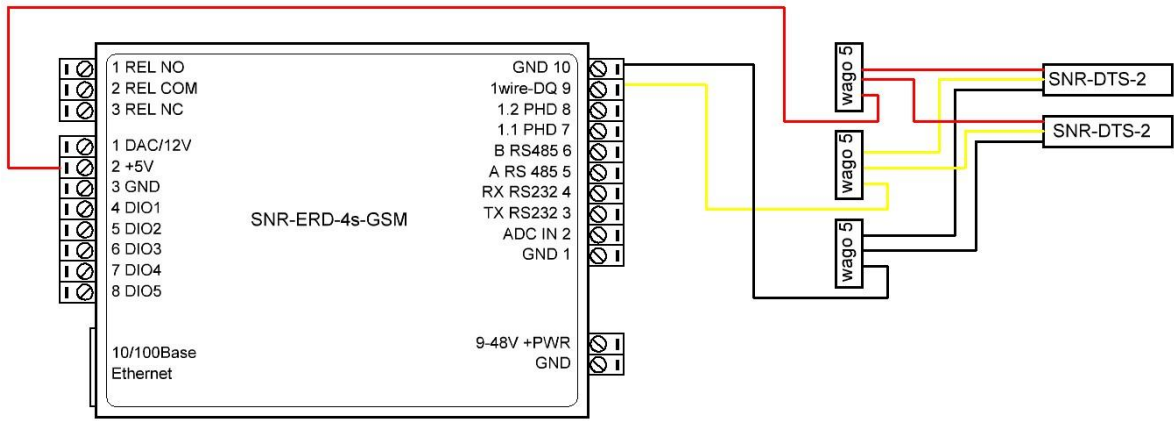 1 REL NO
2 REL COM
3 REL NC
1 DAC/12V
2 +5V
3 GND
4 DIO1
5 DIO2
6 DIO3
7 DIO4
8 DIO5
10/100Base
Ethernet
SNR-ERD-4s-GSM
GND 10
1wire-DQ 9
1.2 PHD 8
1.1 PHD 7
B RS485 6
A RS 485 5
RX RS232 4
TX RS232 3
ADC IN 2
GND 1
9-48V +PWR
GND
wago 5
wago 5
wago 5
SNR-DTS-2
SNR-DTS-2